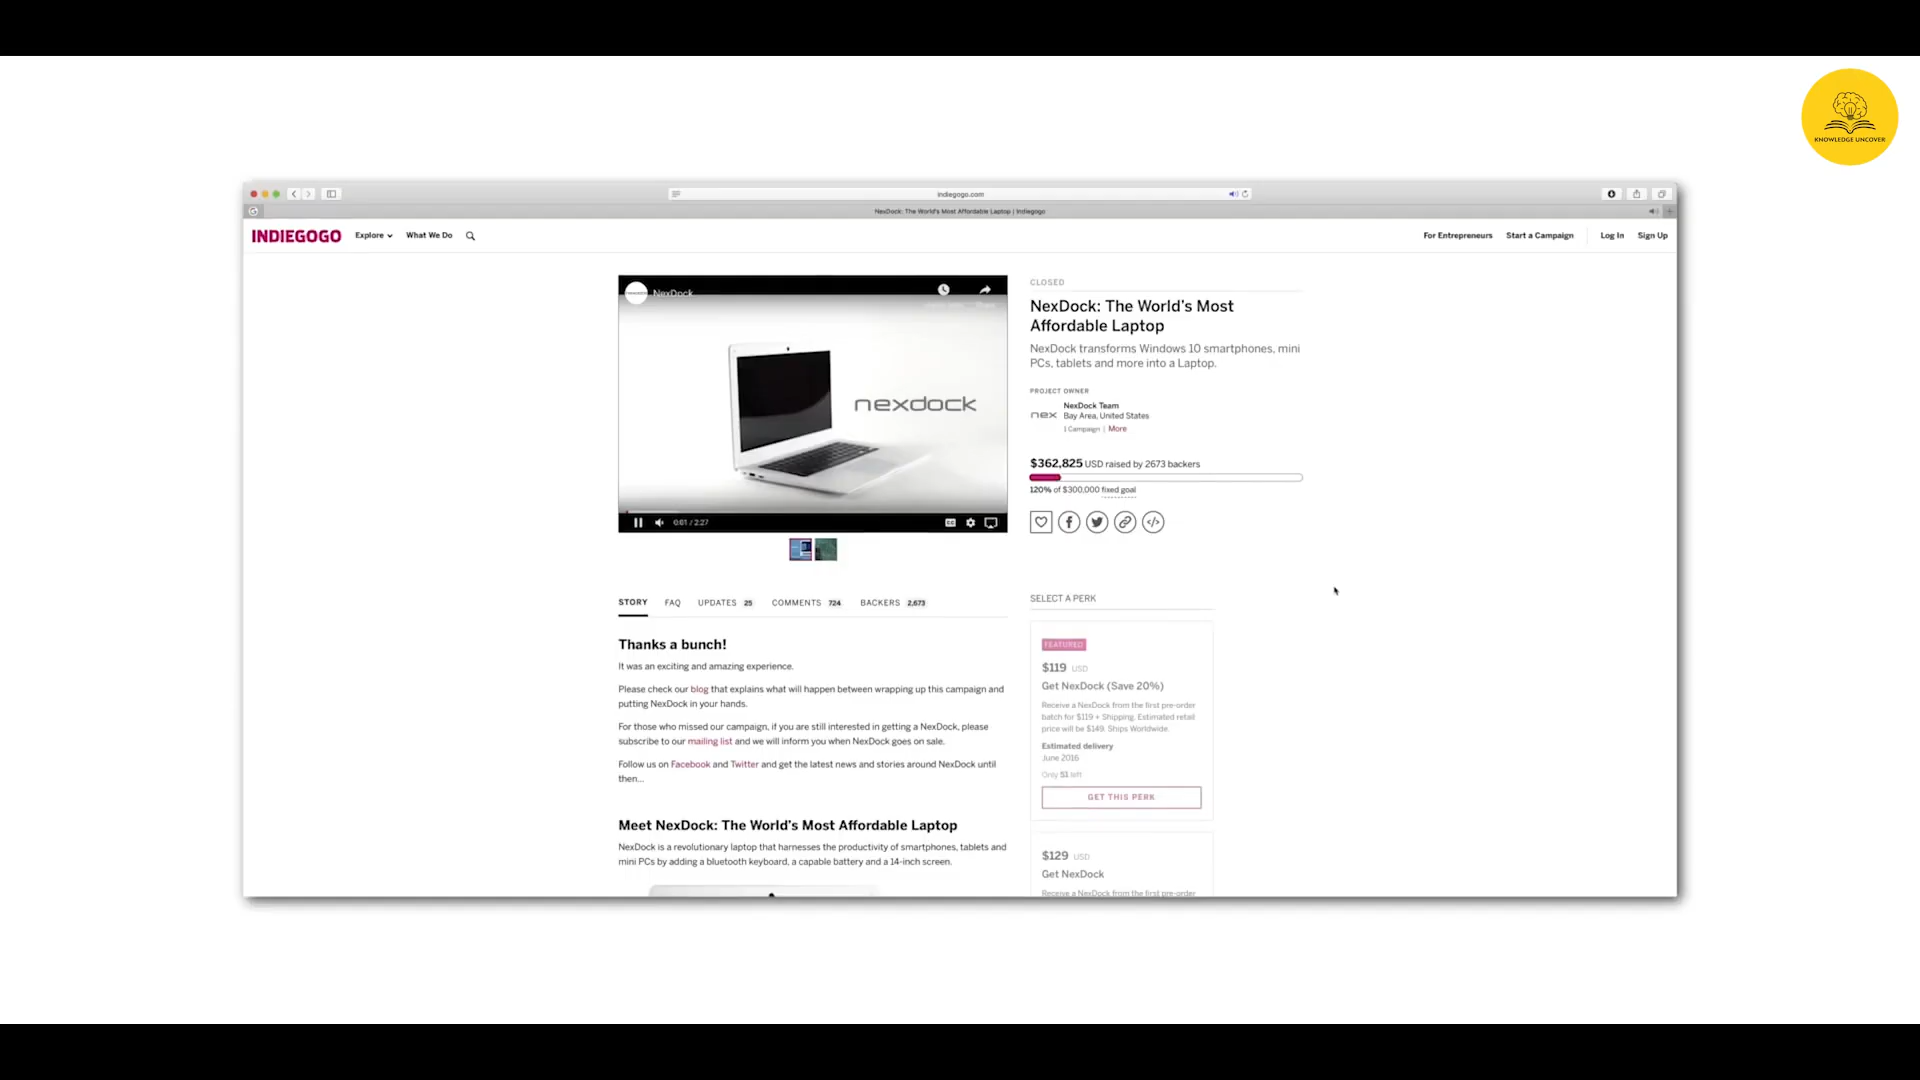 KNOWLEDGE UNCOVER
indiegogo.com
NexDock: The World's Most Affordable Laptop | Indiegogo
INDIEGOGO
Explore
What We Do
For Entrepreneurs
Start a Campaign
Log In
Sign Up
NexDock
nexdock
0:01 / 2:27
CC
CLOSED
NexDock: The World's Most
Affordable Laptop
NexDock transforms Windows 10 smartphones, mini
PCs, tablets and more into a Laptop.
PROJECT OWNER
nex
NexDock Team
Bay Area, United States
1 Campaign | More
$362,825 USD raised by 2673 backers
120% of $300,000 fixed goal
STORY
FAQ
UPDATES 25
COMMENTS 724
BACKERS 2,673
Thanks a bunch!
It was an exciting and amazing experience.
Please check our blog that explains what will happen between wrapping up this campaign and
putting NexDock in your hands.
For those who missed our campaign, if you are still interested in getting a NexDock, please
subscribe to our mailing list and we will inform you when NexDock goes on sale.
Follow us on Facebook and Twitter and get the latest news and stories around NexDock until
then...
Meet NexDock: The World's Most Affordable Laptop
NexDock is a revolutionary laptop that harnesses the productivity of smartphones, tablets and
mini PCs by adding a bluetooth keyboard, a capable battery and a 14-inch screen.
SELECT A PERK
FEATURED
$119 USD
Get NexDock (Save 20%)
Receive a NexDock from the first pre-order
batch for $119 + Shipping. Estimated retail
price will be $149. Ships Worldwide.
Estimated delivery
June 2016
Only 51 left
GET THIS PERK
$129 USD
Get NexDock
Receive a NexDock from the first pre-order